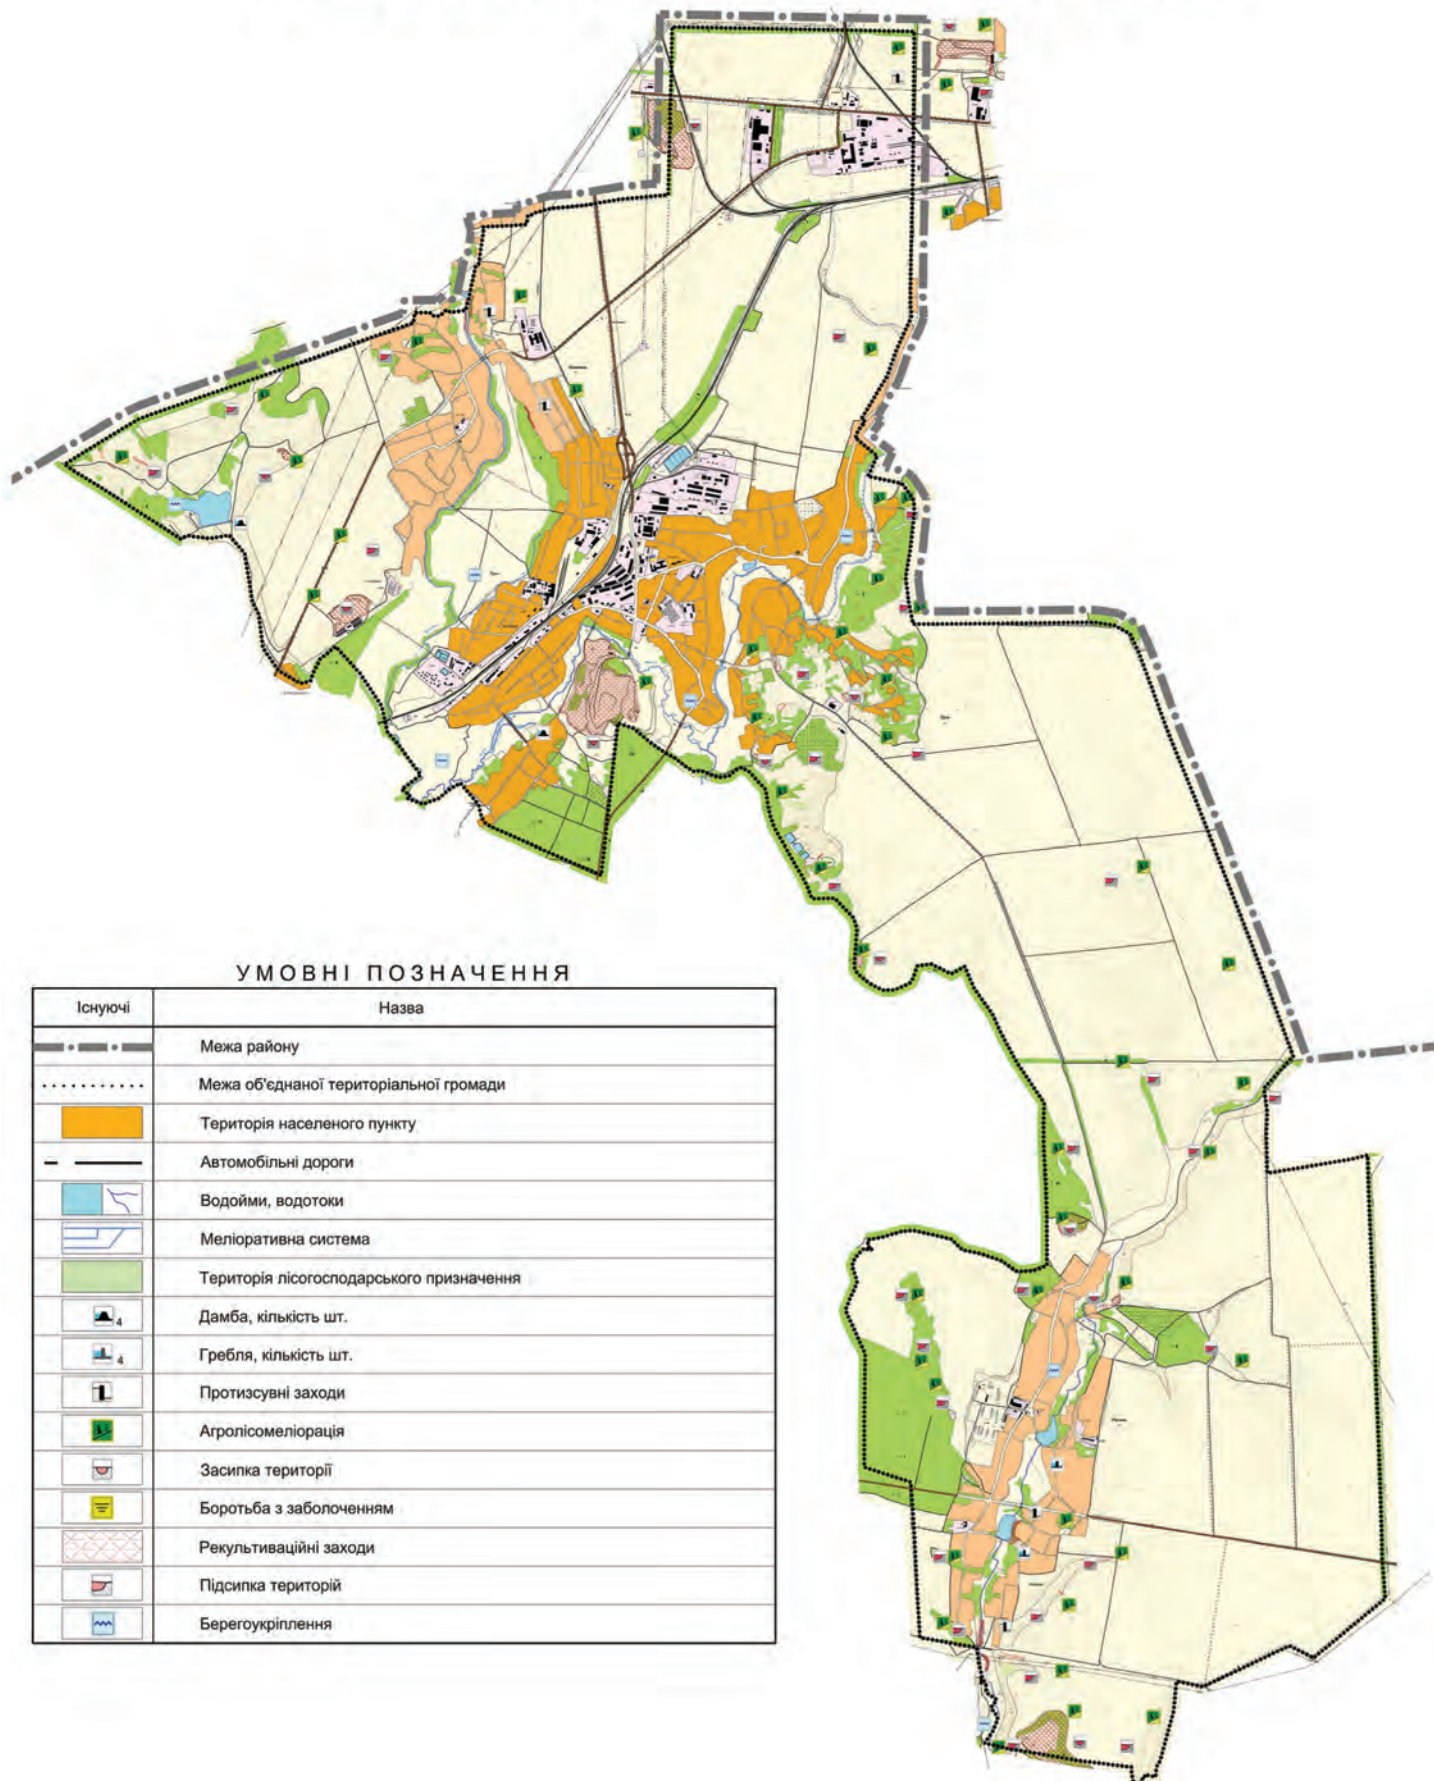 УМОВНІ ПОЗНАЧЕННЯ
Існуючі Назва
Межа району
Межа об'єднаної територіальної громади
Територія населеного пункту
Автомобільні дороги
Водойми, водотоки
Меліоративна система
Територія лісогосподарського призначення
4 Дамба, кількість шт.
4 Гребля, кількість шт.
Протизсувні заходи
Агролісомеліорація
Засипка території
Боротьба з заболоченням
Рекультиваційні заходи
Підсипка територій
Берегоукріплення